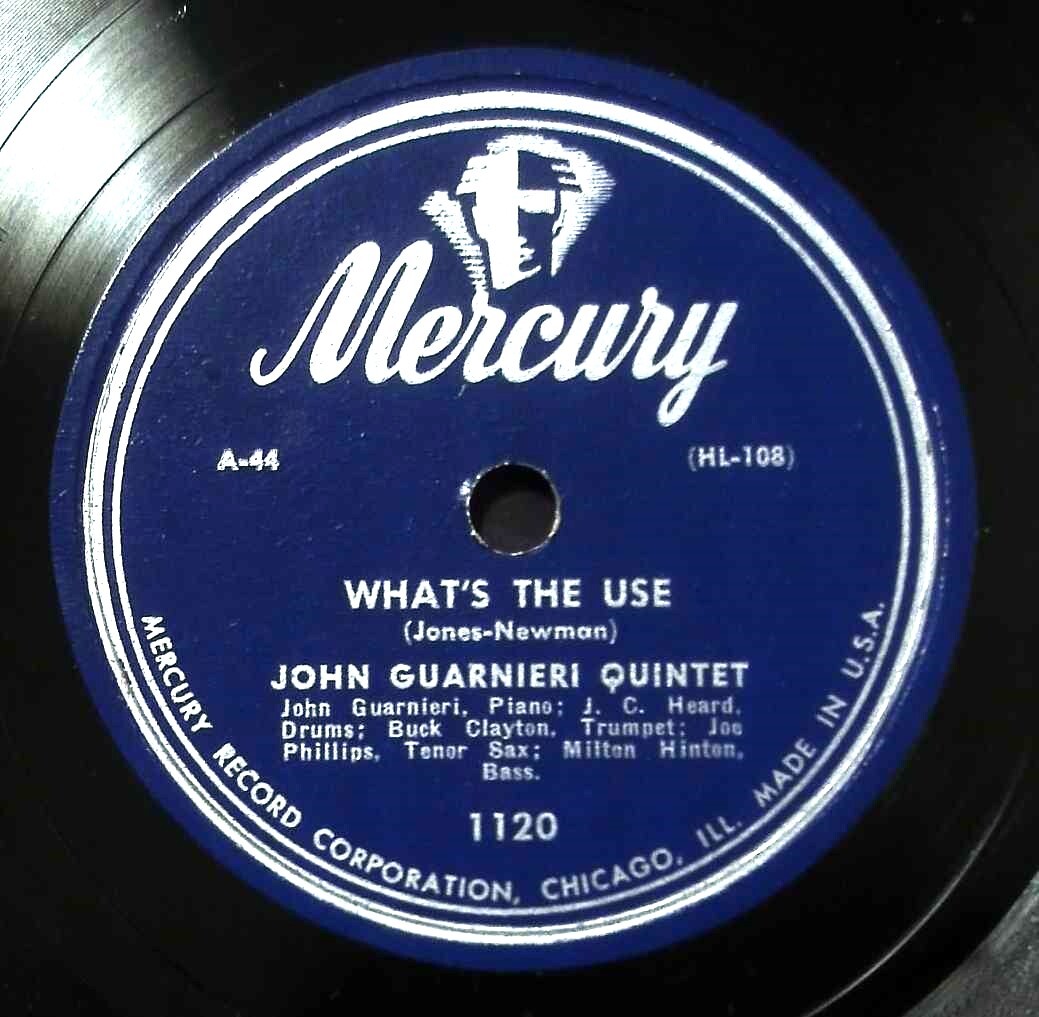 Mercury
A-44 (HL-108)
WHAT'S THE USE
(Jones-Newman)
JOHN GUARNIERI QUINTET
John Guarnieri, Piano; J. C. Heard,
Drums; Buck Clayton, Trumpet; Joe
Phillips, Tenor Sax; Milton Hinton,
Bass.
1120
MERCURY RECORD CORPORATION, CHICAGO, ILL. MADE IN U.S.A.